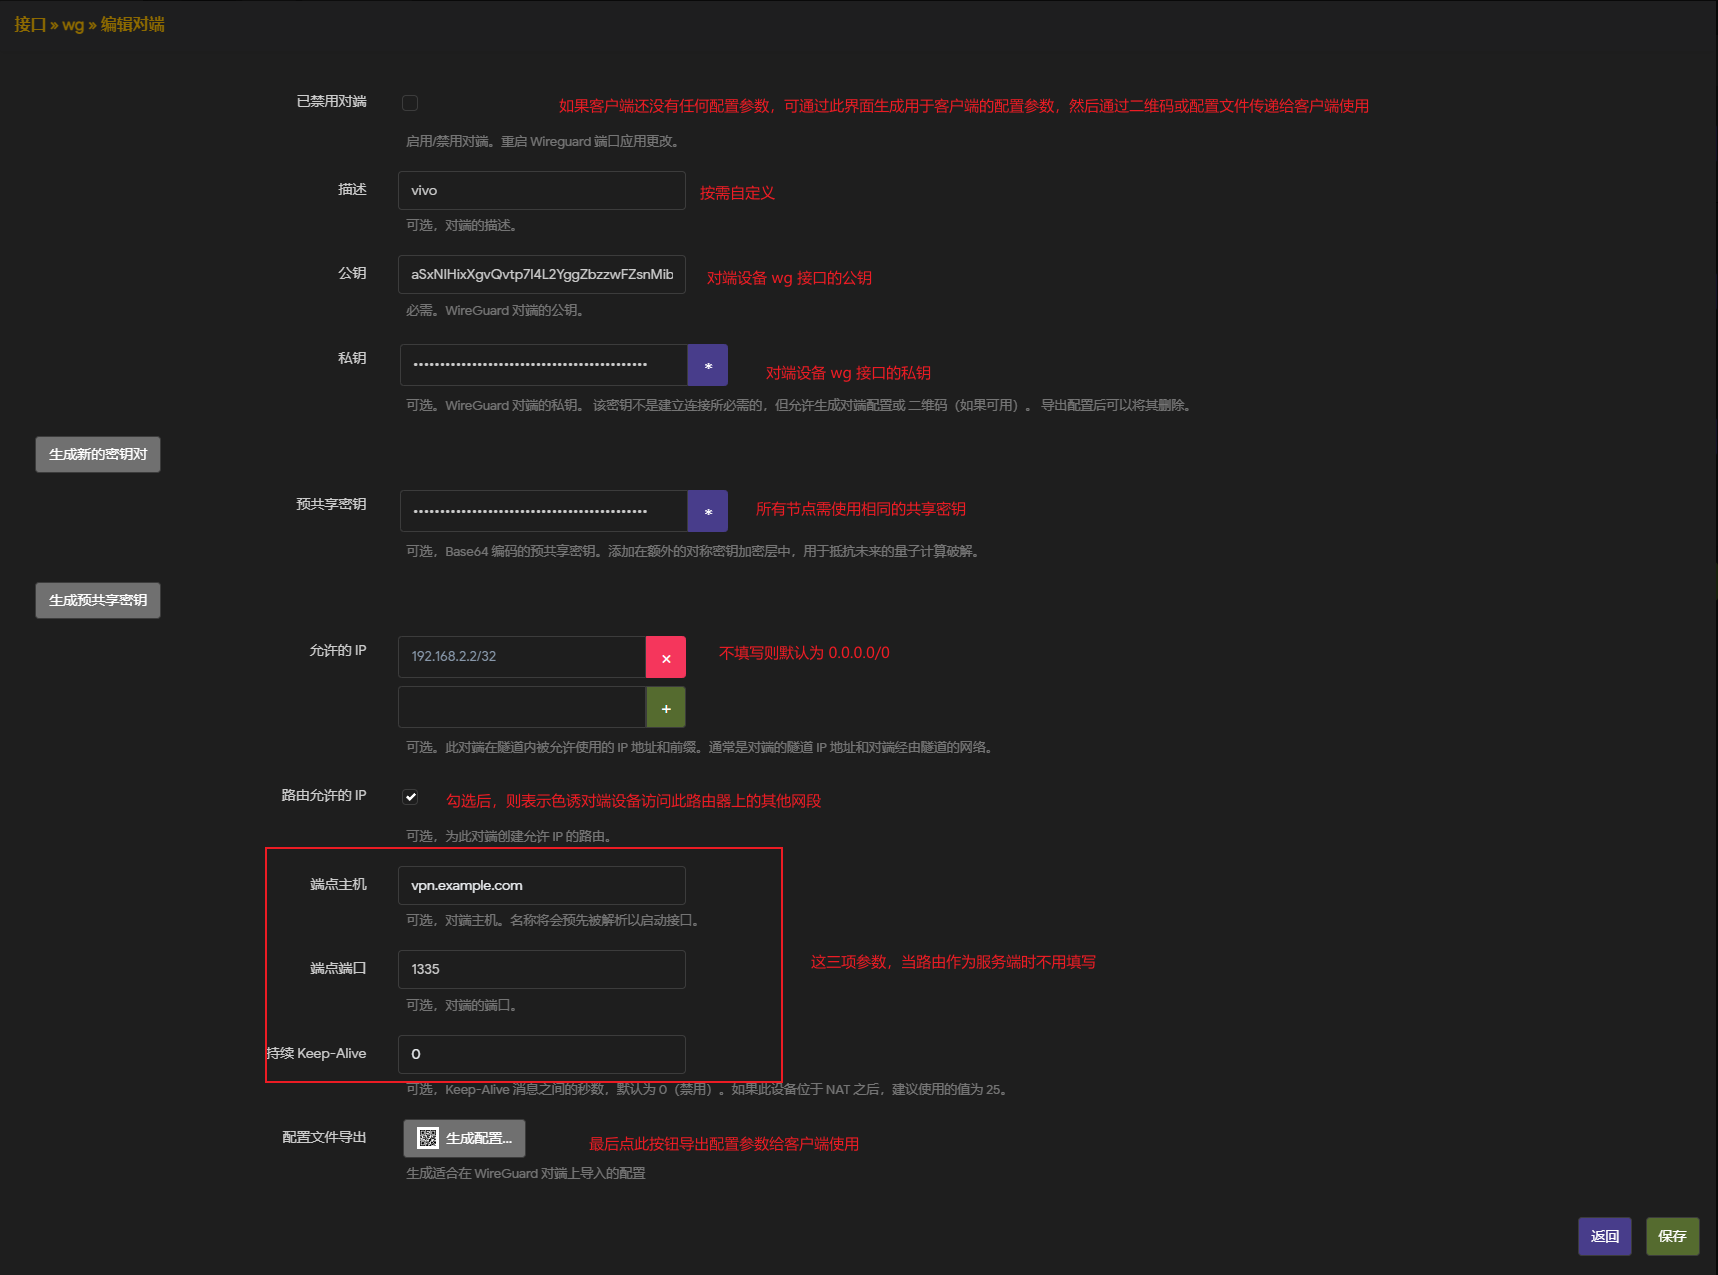 接口 » wg » 编辑对端
已禁用对端
如果客户端还没有任何配置参数，可通过此界面生成用于客户端的配置参数，然后通过二维码或配置文件传递给客户端使用
启用/禁用对端。重启 Wireguard 端口应用更改。
描述
vivo
按需自定义
可选，对端的描述。
公钥
aSxNlHixXgvQvtp7l4L2YggZbzzwFZsnMib
对端设备 wg 接口的公钥
必需。WireGuard 对端的公钥。
私钥
*
对端设备 wg 接口的私钥
可选。WireGuard 对端的私钥。 该密钥不是建立连接所必需的，但允许生成对端配置或 二维码（如果可用）。 导出配置后可以将其删除。
生成新的密钥对
预共享密钥
*
所有节点需使用相同的共享密钥
可选，Base64 编码的预共享密钥。添加在额外的对称密钥加密层中，用于抵抗未来的量子计算破解。
生成预共享密钥
允许的 IP
192.168.2.2/32
×
不填写则默认为 0.0.0.0/0
+
可选。此对端在隧道内被允许使用的 IP 地址和前缀。通常是对端的隧道 IP 地址和对端经由隧道的网络。
路由允许的 IP
勾选后，则表示色诱对端设备访问此路由器上的其他网段
可选，为此对端创建允许 IP 的路由。
端点主机
vpn.example.com
可选，对端主机。名称将会预先被解析以启动接口。
端点端口
1335
这三项参数，当路由作为服务端时不用填写
可选，对端的端口。
持续 Keep-Alive
0
可选，Keep-Alive 消息之间的秒数，默认为 0（禁用）。如果此设备位于 NAT 之后，建议使用的值为 25。
配置文件导出
生成配置...
最后点此按钮导出配置参数给客户端使用
生成适合在 WireGuard 对端上导入的配置
返回
保存